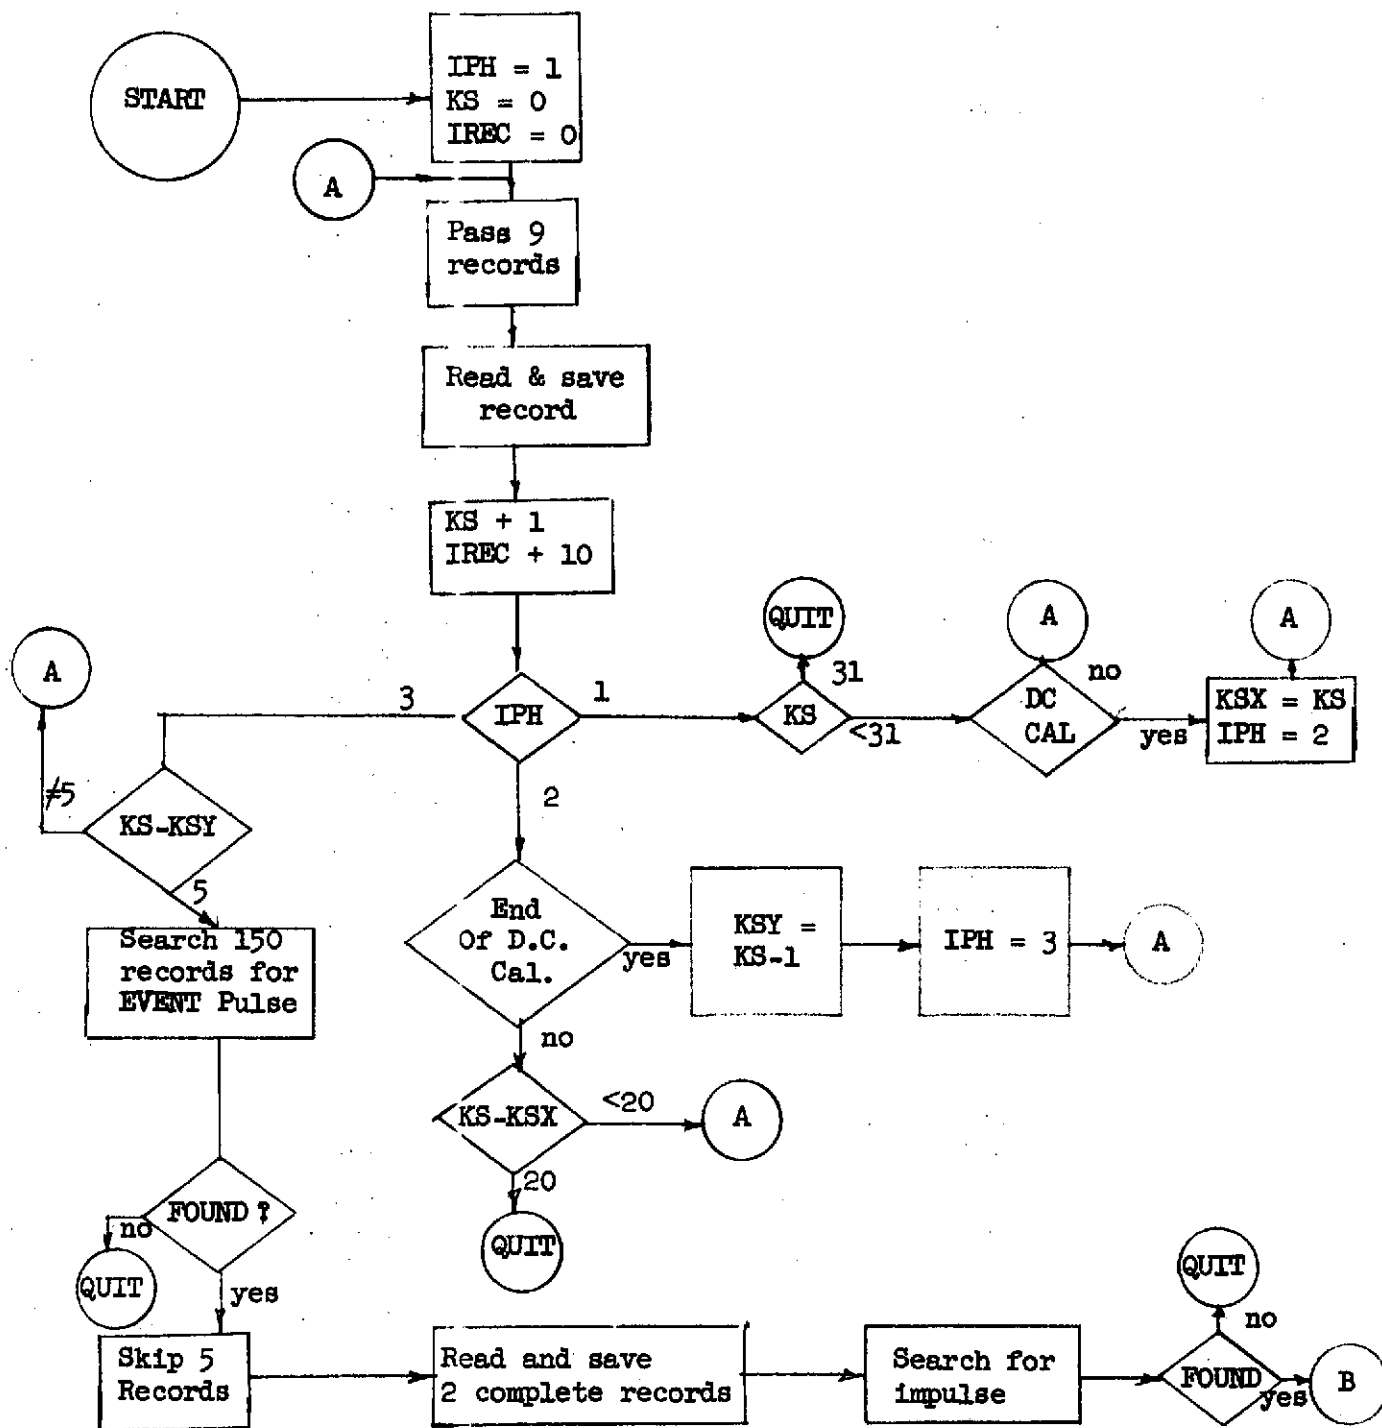 START
IPH = 1
KS = 0
IREC = 0
A
Pass 9
records
Read & save
record
KS + 1
IREC + 10
A
3
IPH
1
QUIT
31
KS
<31
A
no
DC
CAL
yes
A
KSX = KS
IPH = 2
≠5
KS-KSY
5
2
End
Of D.C.
Cal.
yes
KSY =
KS-1
IPH = 3
A
Search 150
records for
EVENT Pulse
no
KS-KSX
<20
A
20
QUIT
FOUND ?
no
QUIT
yes
Skip 5
Records
Read and save
2 complete records
Search for
impulse
QUIT
no
FOUND
yes
B